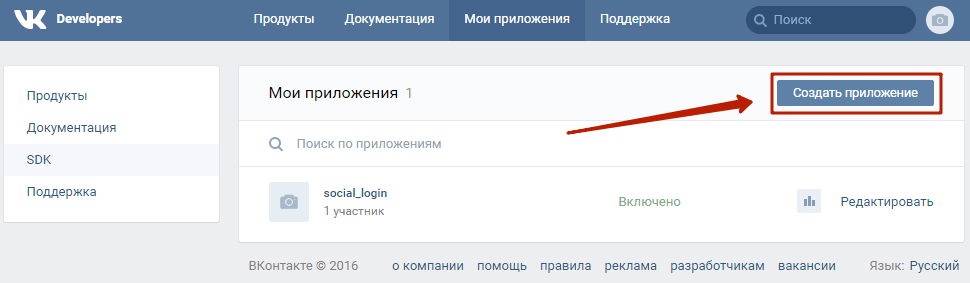 Developers Продукты Документация Мои приложения Поддержка Поиск
Продукты
Документация
SDK
Поддержка
Мои приложения 1 Создать приложение
Поиск по приложениям
social_login
1 участник
Включено Редактировать
ВКонтакте © 2016 о компании помощь правила реклама разработчикам вакансии Язык: Русский